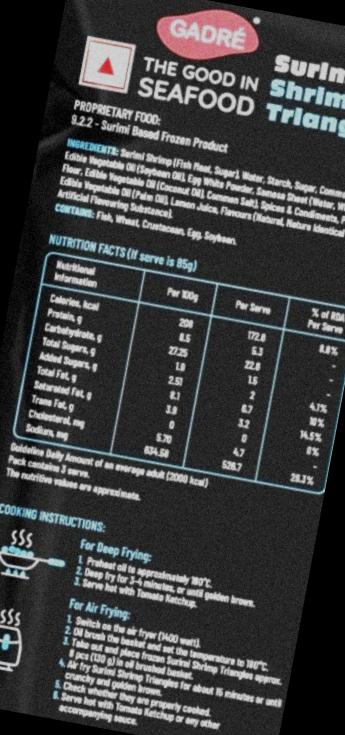 GADRÉ
THE GOOD IN
SEAFOOD
Surim
Shrim
Triang
PROPRIETARY FOOD:
9.2.2 - Surimi Based Frozen Product
INGREDIENTS: Surimi Shrimp (Fish Meat, Sugar), Water, Starch, Sugar,
Edible Vegetable Oil (Soybean Oil), Egg White Powder, Samosa Sheet (Water,
Flour, Edible Vegetable Oil (Coconut Oil), Common Salt), Spices & Condiments,
Edible Vegetable Oil (Palm Oil), Lemon Juice, Flavours (Natural, Nature Identical
Artificial Flavouring Substance).
CONTAINS: Fish, Wheat, Crustacean, Egg, Soybean.
NUTRITION FACTS (If serve is 85g)
Nutritional Information Per 100g Per Serve % of RDA Per Serve
Calories, kcal 208 172.8 8.8%
Protein, g 6.5 5.3 -
Carbohydrate, g 27.25 22.8 -
Total Sugars, g 1.8 1.5 -
Added Sugars, g 2.51 2 4.1%
Total Fat, g 8.1 6.7 10%
Saturated Fat, g 3.8 3.2 14.5%
Trans Fat, g 0 0 0%
Cholesterol, mg 5.70 4.7 -
Sodium, mg 634.58 526.7 26.3%
Guideline Daily Amount of an average adult (2000 kcal)
Pack contains 3 serve.
The nutritive values are approximate.
COOKING INSTRUCTIONS:
For Deep Frying:
1. Preheat oil to approximately 180°C.
2. Deep fry for 3-4 minutes, or until golden brown.
3. Serve hot with Tomato Ketchup.
For Air Frying:
1. Switch on the air fryer (1400 watt).
2. Oil brush the basket and set the temperature to 180°C.
3. Take out and place frozen Surimi Shrimp Triangles approx.
8 pcs (130 g) in oil brushed basket.
4. Air fry Surimi Shrimp Triangles for about 15 minutes or until
crunchy and golden brown.
5. Check whether they are properly cooked.
6. Serve hot with Tomato Ketchup or any other
accompanying sauce.